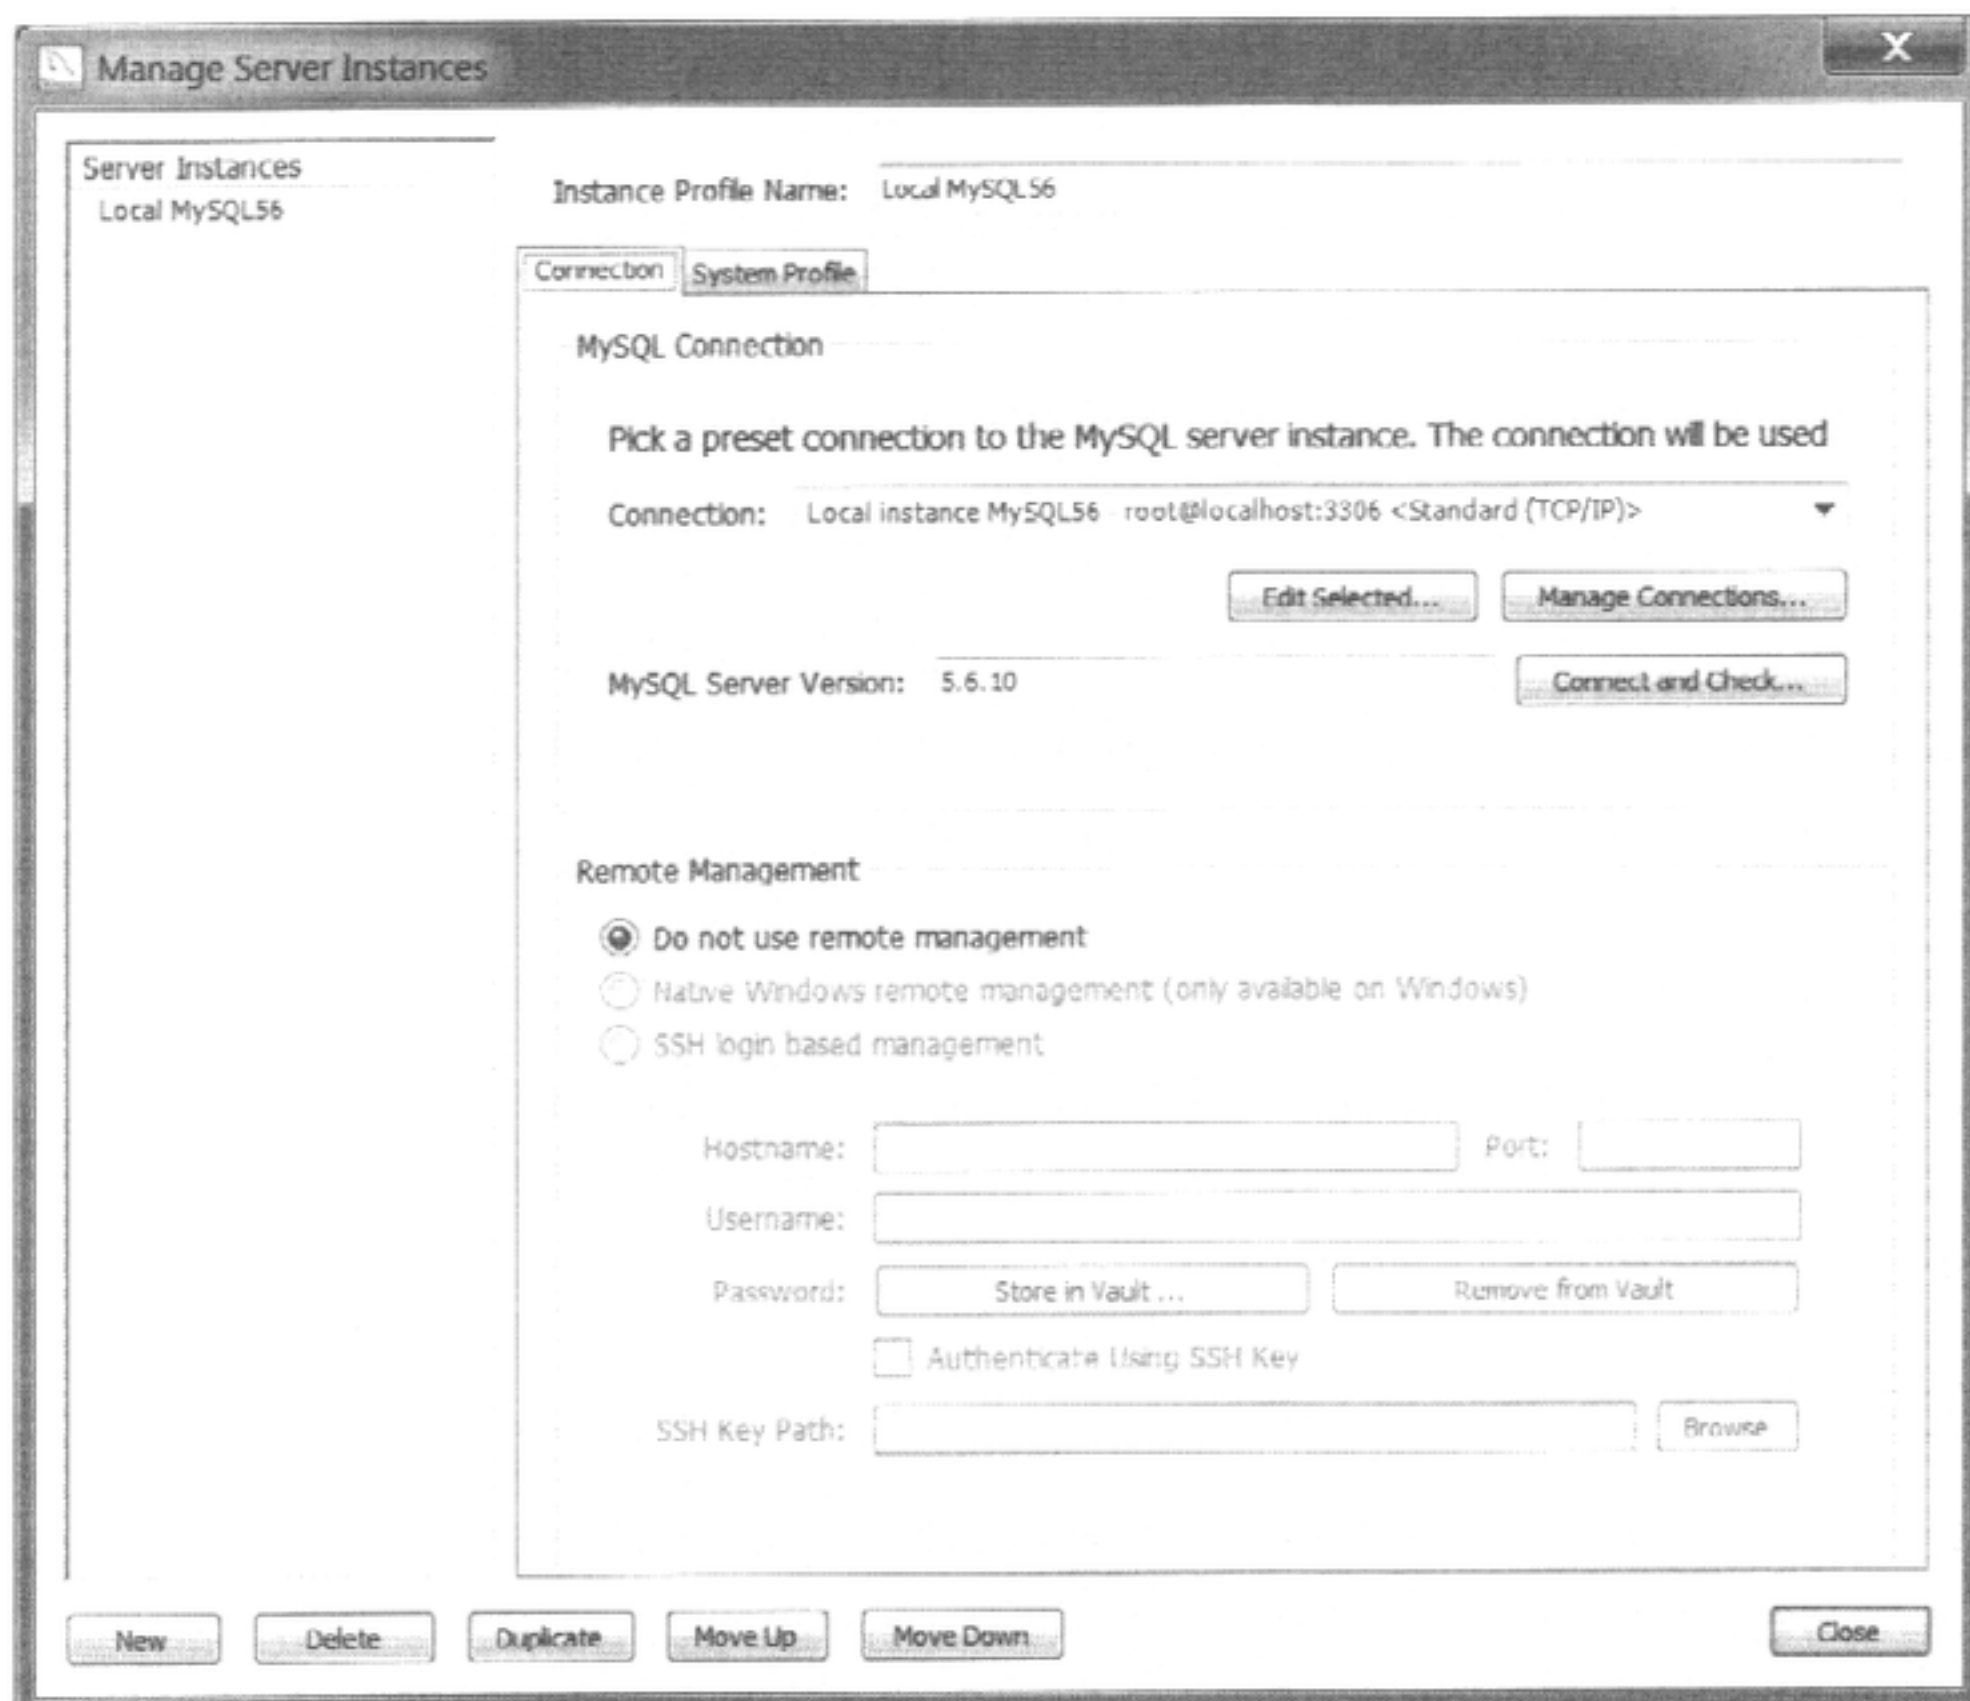 Manage Server Instances
X
Server Instances
Local MySQL56
Instance Profile Name: Local MySQL56
Connection System Profile
MySQL Connection
Pick a preset connection to the MySQL server instance. The connection will be used
Connection: Local instance MySQL56 - root@localhost:3306 <Standard (TCP/IP)>
Edit Selected... Manage Connections...
MySQL Server Version: 5.6.10 Connect and Check...
Remote Management
Do not use remote management
Native Windows remote management (only available on Windows)
SSH login based management
Hostname: Port:
Username:
Password: Store in Vault ... Remove from Vault
Authenticate Using SSH Key
SSH Key Path: Browse
New Delete Duplicate Move Up Move Down Close